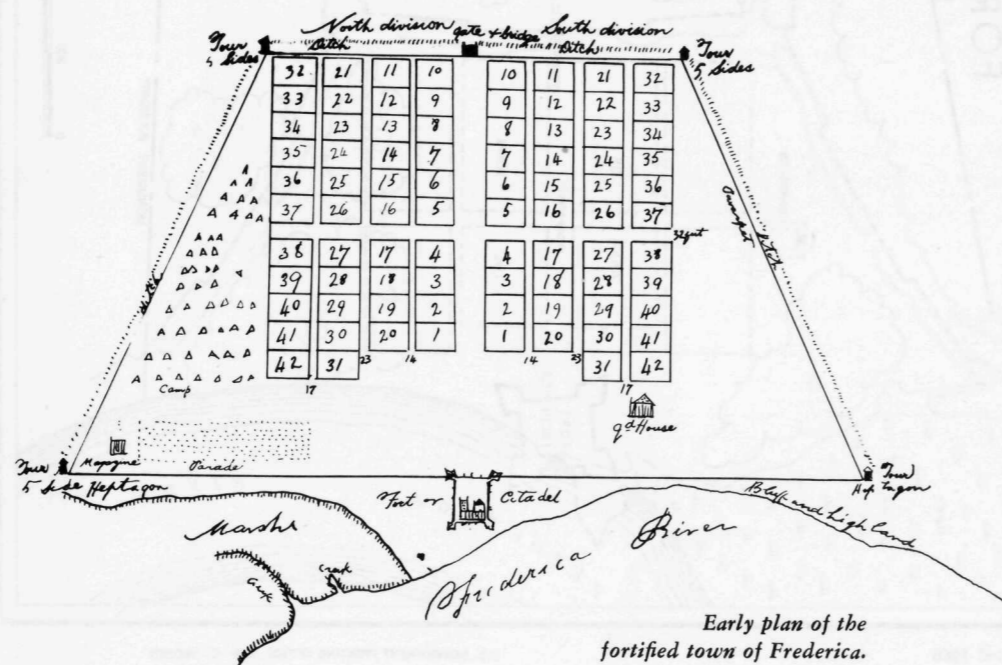 North division gate & bridge South division
Tour Ditch Ditch Tour
5 Sides 5 Sides
32 21 11 10 10 11 21 32
33 22 12 9 9 12 22 33
34 23 13 8 8 13 23 34
35 24 14 7 7 14 24 35
36 25 15 6 6 15 25 36
37 26 16 5 5 16 26 37
38 27 17 4 4 17 27 38
39 28 18 3 3 18 28 39
40 29 19 2 2 19 29 40
41 30 20 1 1 20 30 41
42 31 23 14 14 23 31 42
17 17
Ditch
Parapet
Camp
gd House
Magazine
Parade
Tour
5 Side Heptagon
Fort or Citadel
Tour
Bluff and high land
Marshe
Creek
Creek
Frederica River
Early plan of the
fortified town of Frederica.